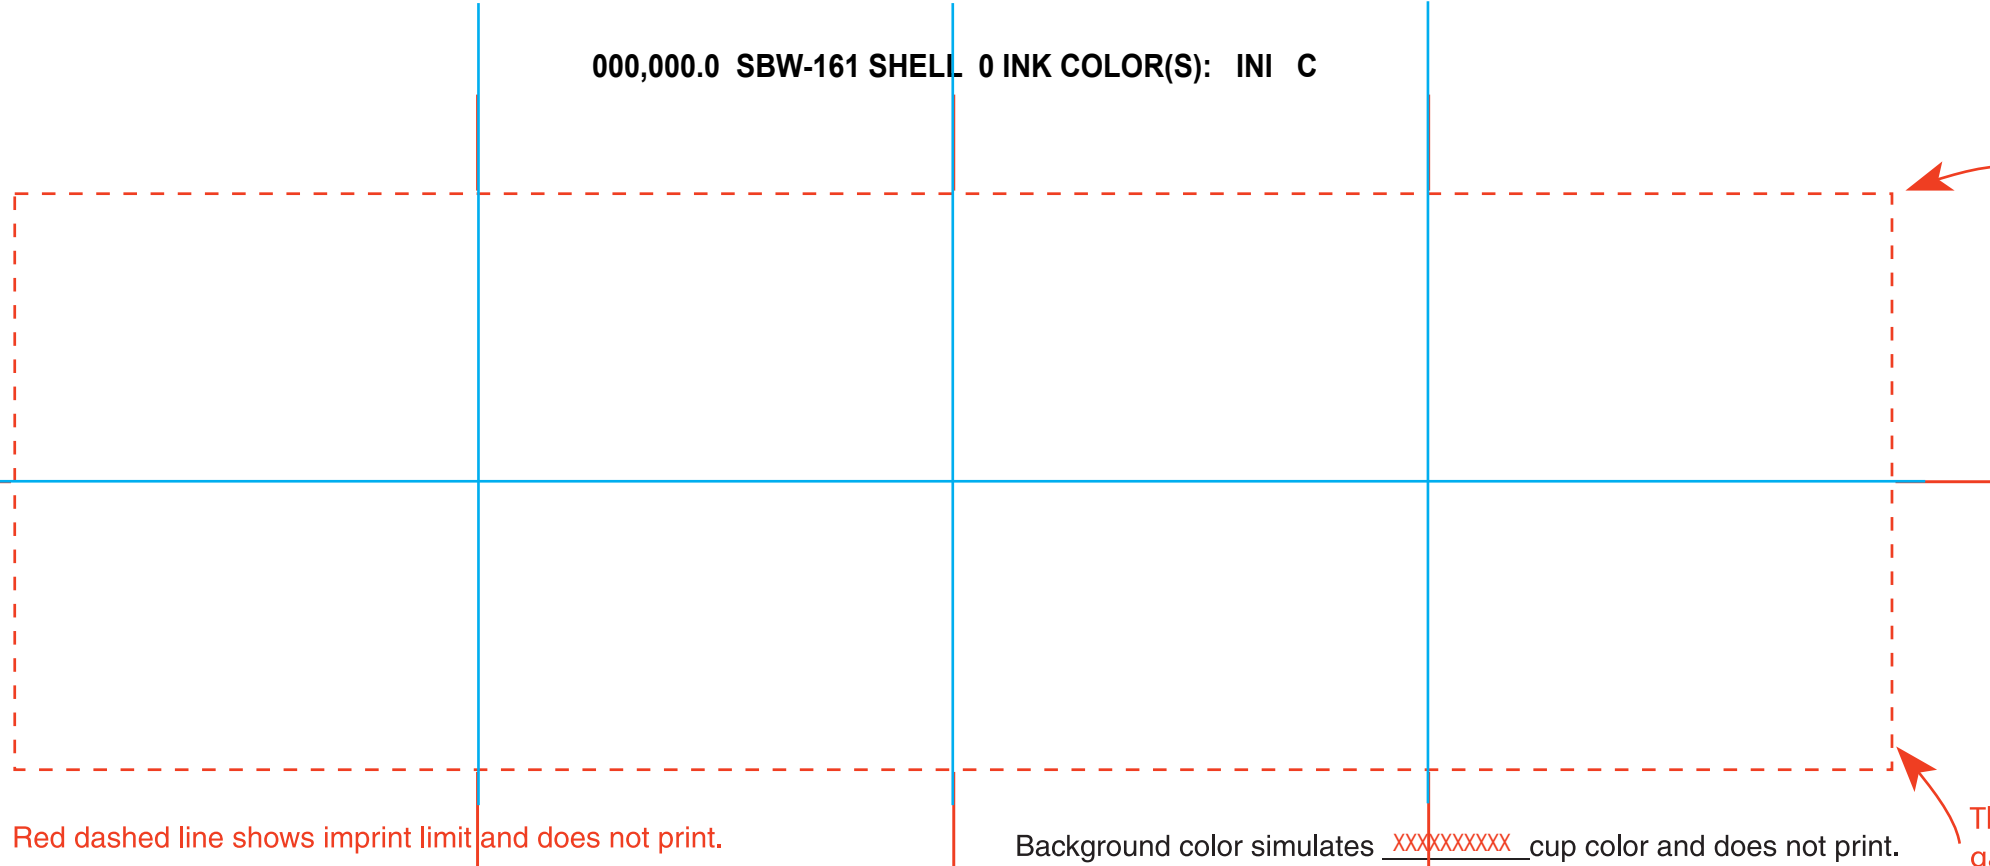 000,000.0 SBW-161 SHELL 0 INK COLOR(S): INI C
Red dashed line shows imprint limit and does not print.
Background color simulates XXXXXXXXXX cup color and does not print.